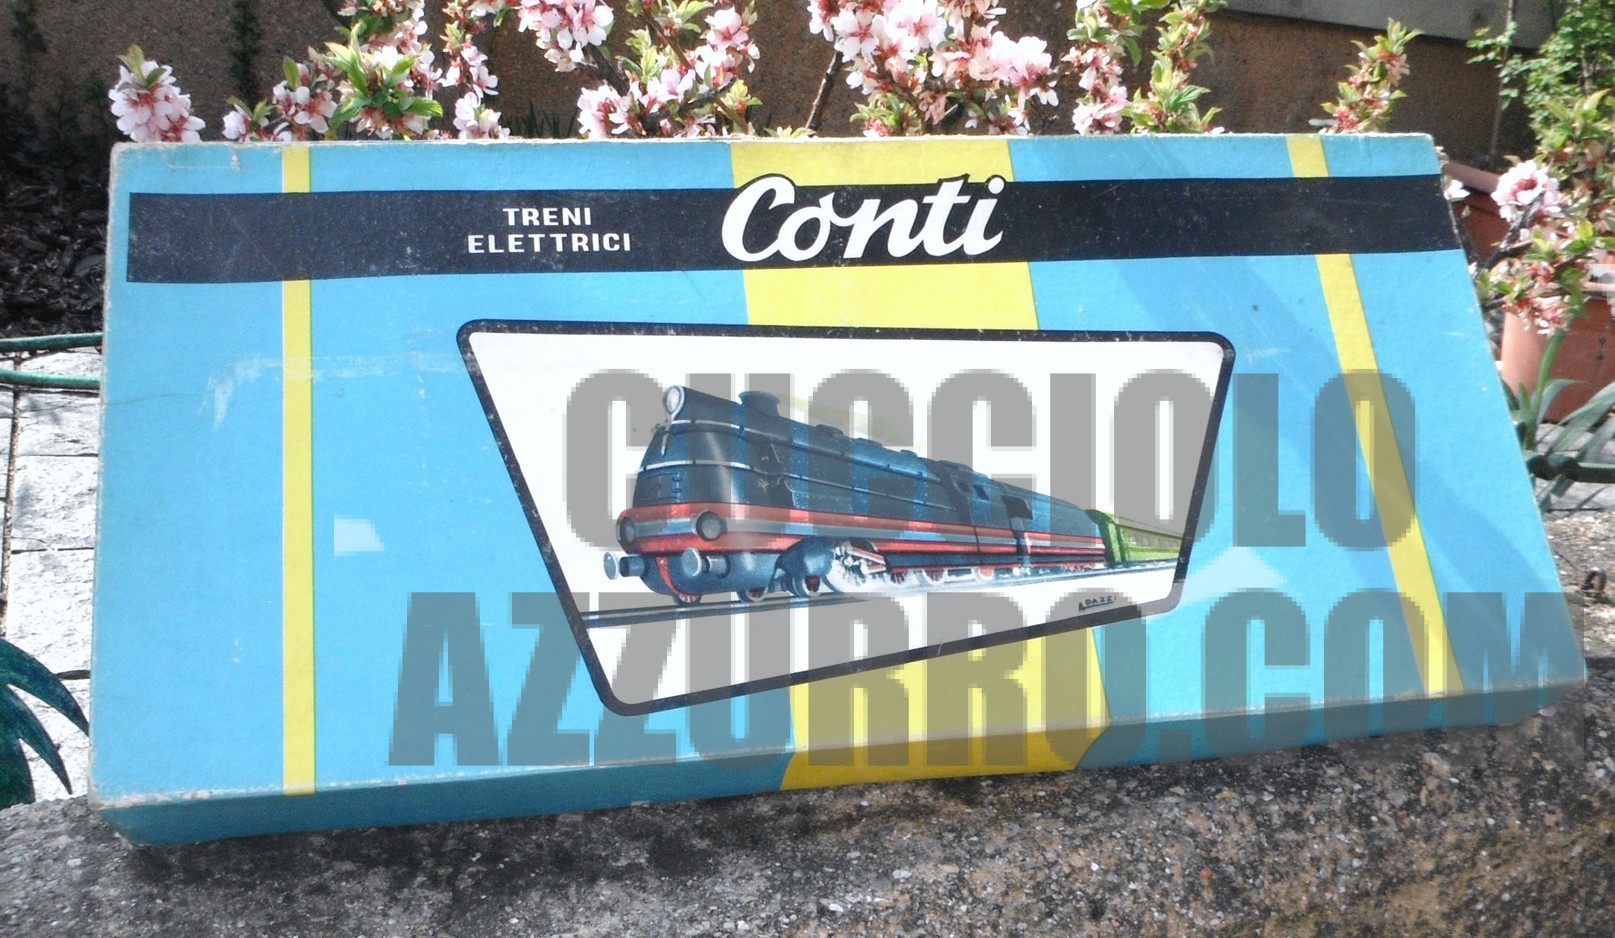 TRENI
ELETTRICI
Conti
CUCCIOLO
AZZURRO.COM